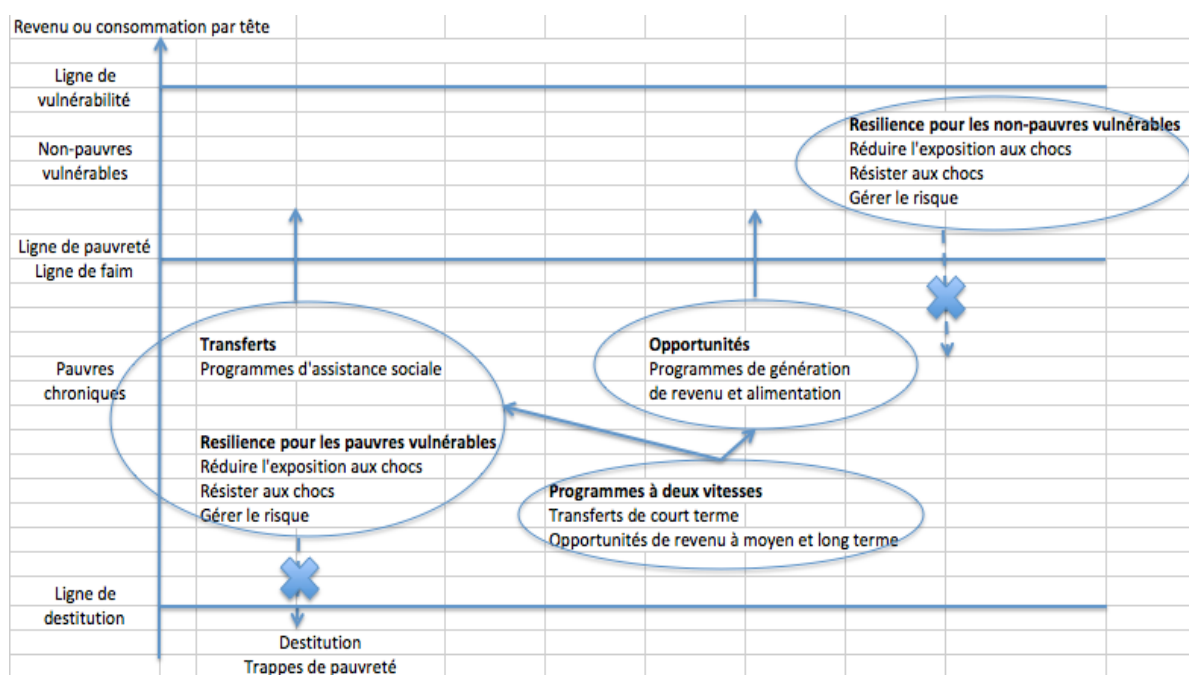 Revenu ou consommation par tête
Ligne de
vulnérabilité
Resilience pour les non-pauvres vulnérables
Réduire l'exposition aux chocs
Résister aux chocs
Gérer le risque
Non-pauvres
vulnérables
Ligne de pauvreté
Ligne de faim
Transferts
Programmes d'assistance sociale
Opportunités
Programmes de génération
de revenu et alimentation
Pauvres
chroniques
Resilience pour les pauvres vulnérables
Réduire l'exposition aux chocs
Résister aux chocs
Gérer le risque
Programmes à deux vitesses
Transferts de court terme
Opportunités de revenu à moyen et long terme
Ligne de
destitution
Destitution
Trappes de pauvreté